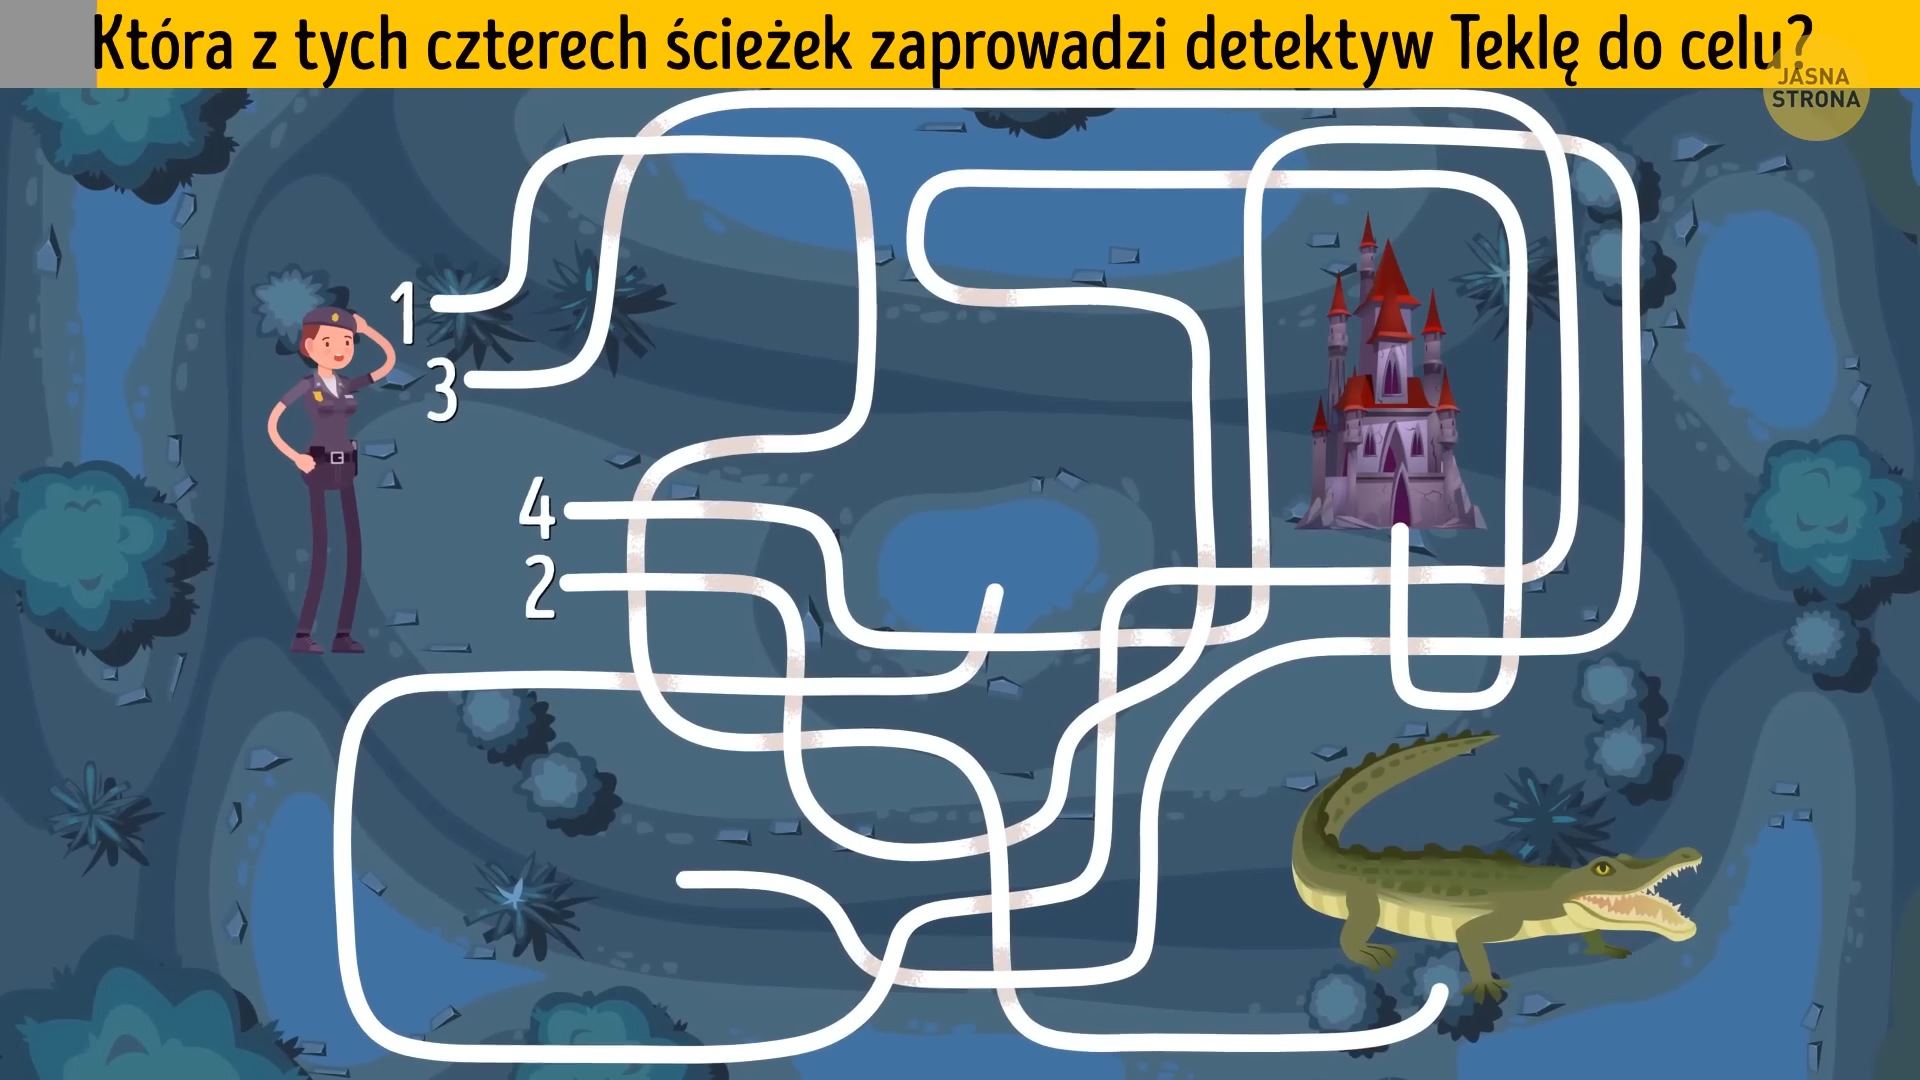 Która z tych czterech ścieżek zaprowadzi detektyw Teklę do celu?
JASNA
STRONA
1
3
4
2